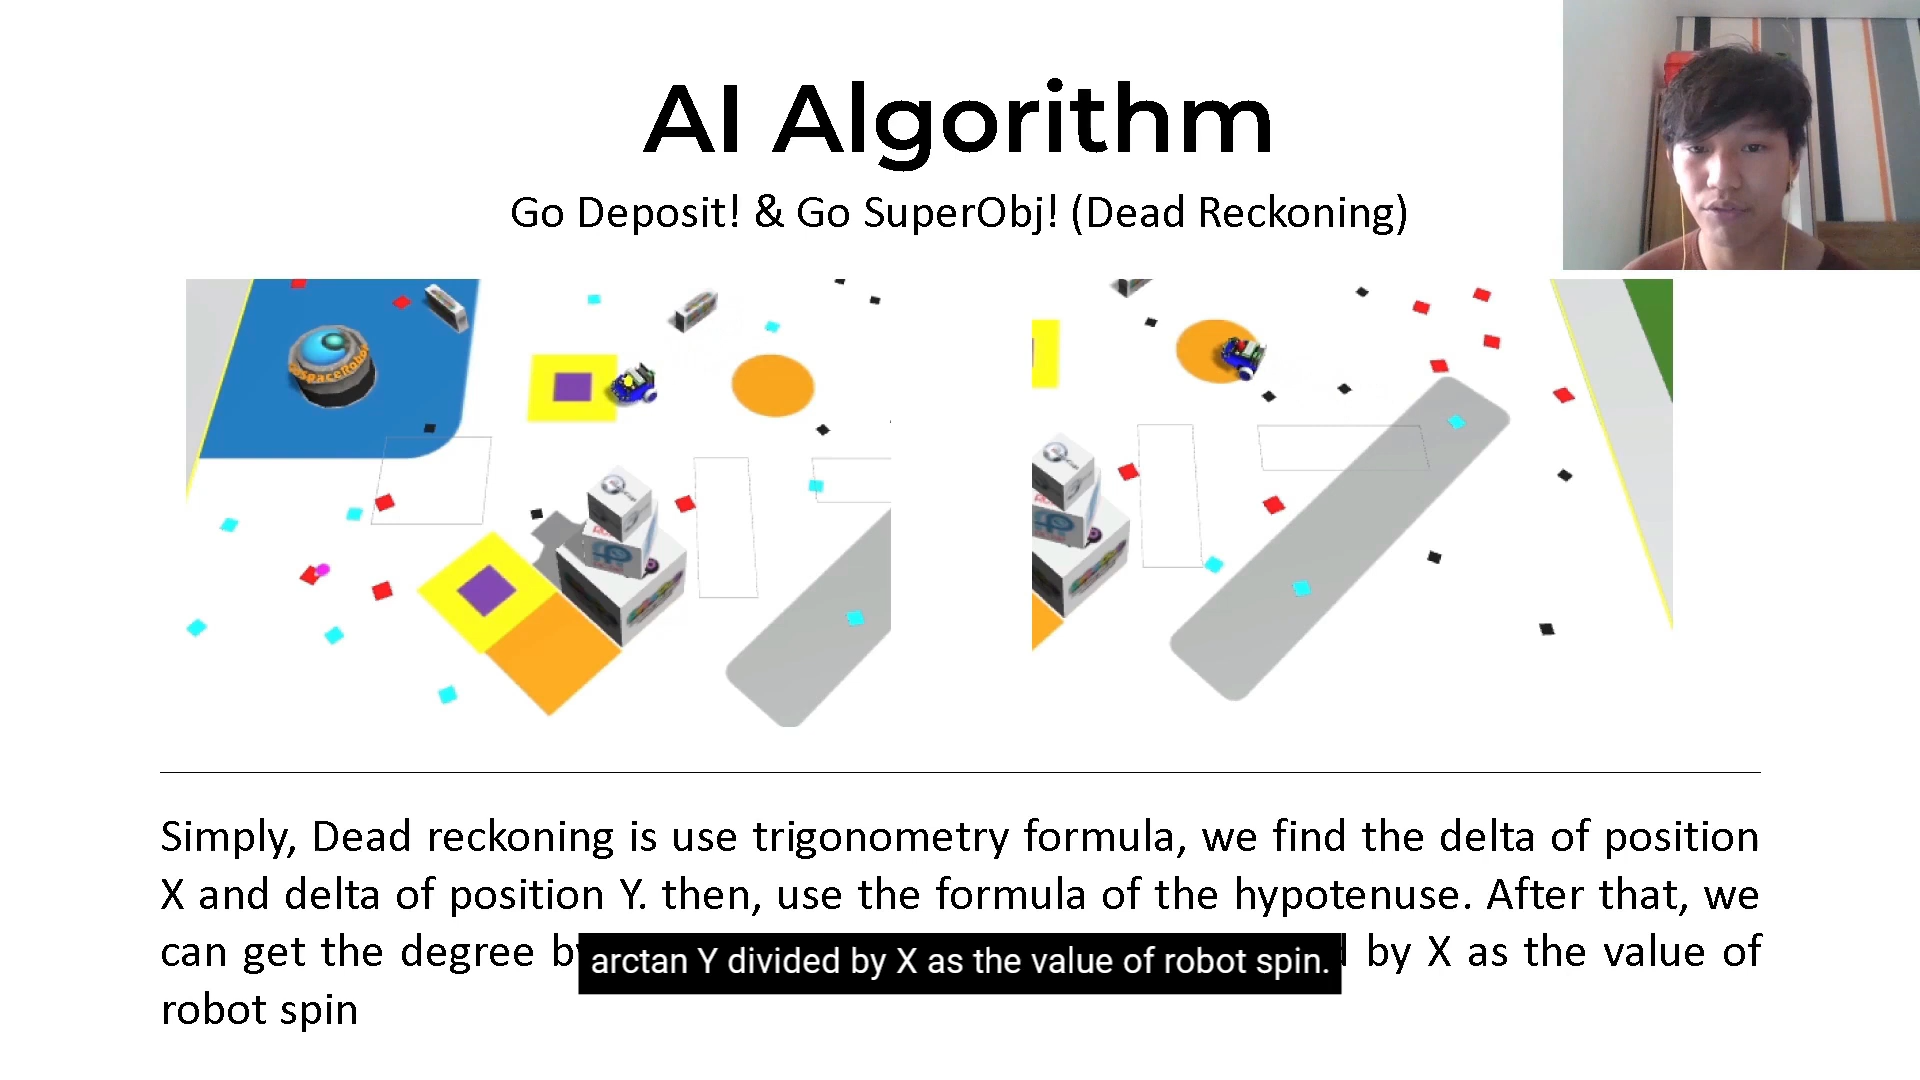 AI Algorithm
Go Deposit! & Go SuperObj! (Dead Reckoning)
SpaceRobot
Simply, Dead reckoning is use trigonometry formula, we find the delta of position
X and delta of position Y. then, use the formula of the hypotenuse. After that, we
can get the degree by X as the value of
arctan Y divided by X as the value of robot spin.
robot spin